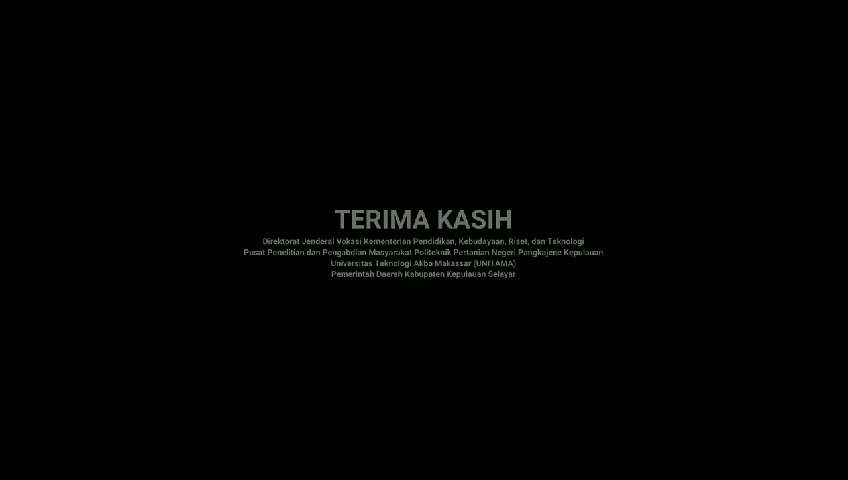 TERIMA KASIH
Direktorat Jenderal Vokasi Kementerian Pendidikan, Kebudayaan, Riset, dan Teknologi
Pusat Penelitian dan Pengabdian Masyarakat Politeknik Pertanian Negeri Pangkajene Kepulauan
Universitas Teknologi Akba Makassar (UNITAMA)
Pemerintah Daerah Kabupaten Kepulauan Selayar